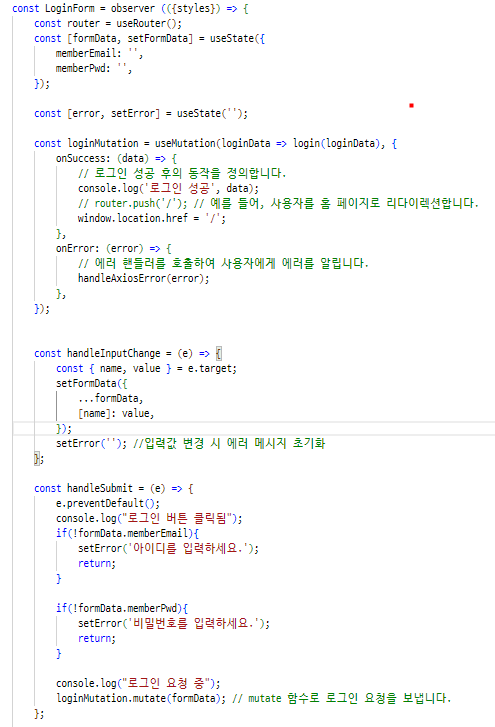 const LoginForm = observer (({styles}) => {
const router = useRouter();
const [formData, setFormData] = useState({
memberEmail: '',
memberPwd: '',
});
const [error, setError] = useState('');
const loginMutation = useMutation(loginData => login(loginData), {
onSuccess: (data) => {
// 로그인 성공 후의 동작을 정의합니다.
console.log('로그인 성공', data);
// router.push('/'); // 예를 들어, 사용자를 홈 페이지로 리다이렉션합니다.
window.location.href = '/';
},
onError: (error) => {
// 에러 핸들러를 호출하여 사용자에게 에러를 알립니다.
handleAxiosError(error);
},
});
const handleInputChange = (e) => {
const { name, value } = e.target;
setFormData({
...formData,
[name]: value,
});
setError(''); //입력값 변경 시 에러 메시지 초기화
};
const handleSubmit = (e) => {
e.preventDefault();
console.log("로그인 버튼 클릭됨");
if(!formData.memberEmail){
setError('아이디를 입력하세요.');
return;
}
if(!formData.memberPwd){
setError('비밀번호를 입력하세요.');
return;
}
console.log("로그인 요청 중");
loginMutation.mutate(formData); // mutate 함수로 로그인 요청을 보냅니다.
};